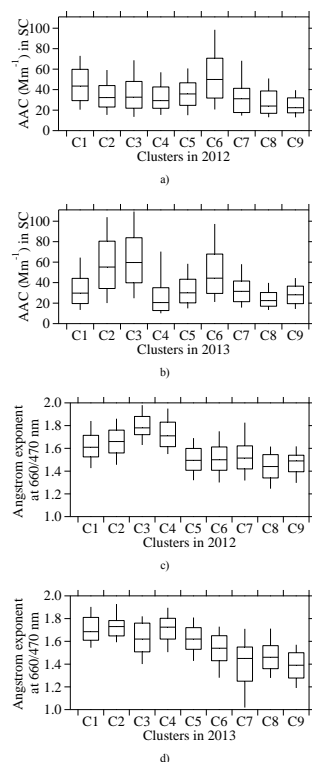 AAC (Mm-1) in SC
100
80
60
40
20
0
C1 C2 C3 C4 C5 C6 C7 C8 C9
Clusters in 2012
a)
AAC (Mm-1) in SC
100
80
60
40
20
0
C1 C2 C3 C4 C5 C6 C7 C8 C9
Clusters in 2013
b)
Angstrom exponent
at 660/470 nm
2.0
1.8
1.6
1.4
1.2
1.0
C1 C2 C3 C4 C5 C6 C7 C8 C9
Clusters in 2012
c)
Angstrom exponent
at 660/470 nm
2.0
1.8
1.6
1.4
1.2
1.0
C1 C2 C3 C4 C5 C6 C7 C8 C9
Clusters in 2013
d)